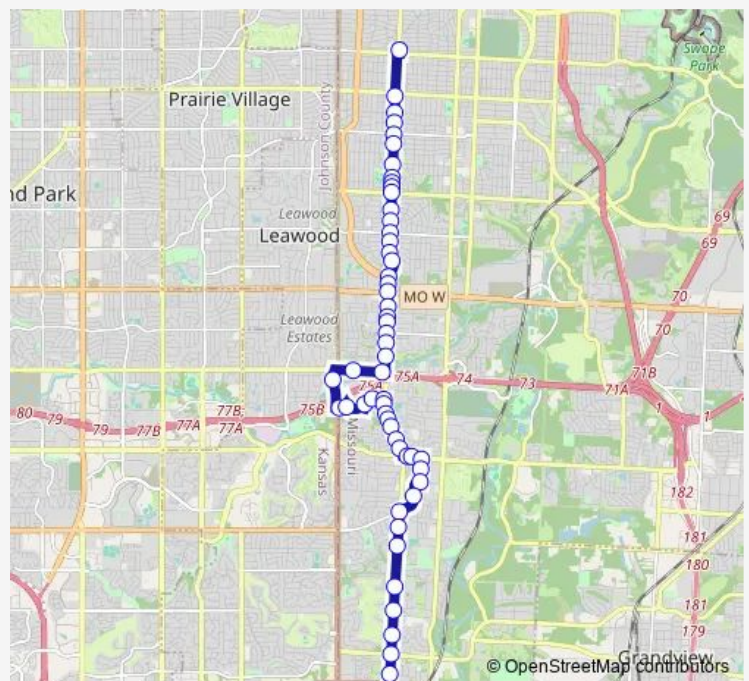 Swope
Park
Prairie Village
Johnson County
nd Park
Leawood
Leawood
69
69
MO W
70
70
Leawood
Estates
75A
75A
74
73
71B
71A
1
1
80
79
79
77B
77A
77B;
77A
75B
Missouri
Kansas
182
181
180
181
179
Grandview
© OpenStreetMap contributors